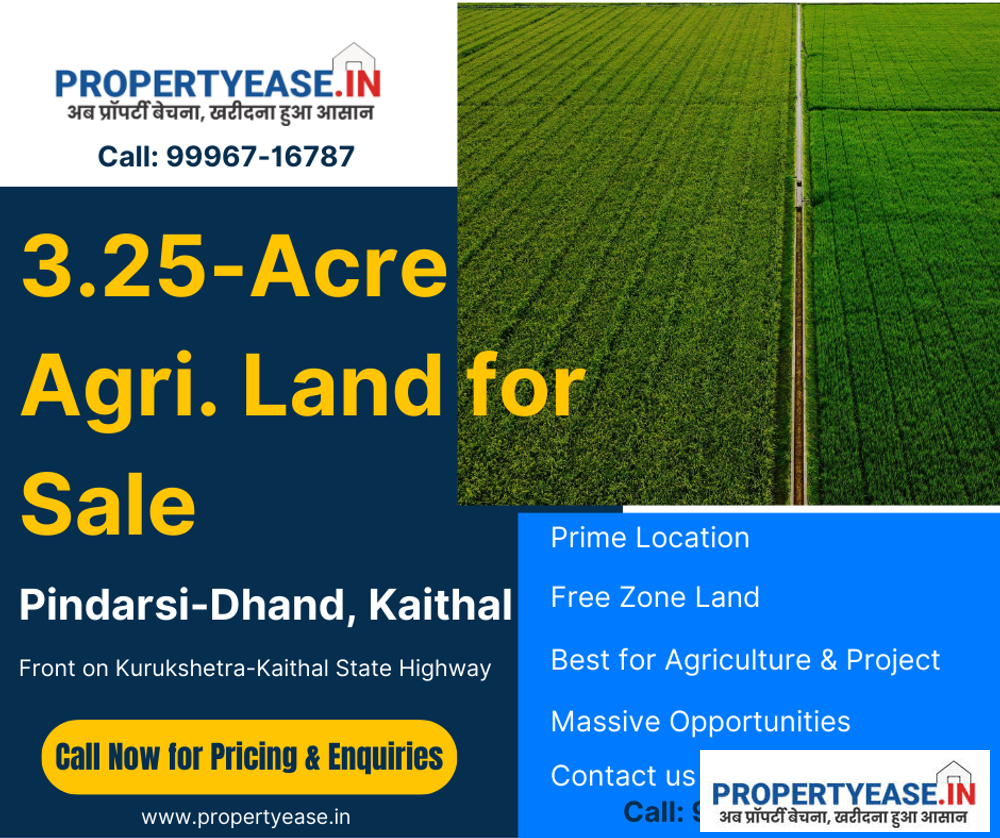 PROPERTYEASE.IN
अब प्रॉपर्टी बेचना, खरीदना हुआ आसान
Call: 99967-16787
3.25-Acre
Agri. Land for
Sale
Pindarsi-Dhand, Kaithal
Front on Kurukshetra-Kaithal State Highway
Call Now for Pricing & Enquiries
www.propertyease.in
Prime Location
Free Zone Land
Best for Agriculture & Project
Massive Opportunities
Contact us
Call:
PROPERTYEASE.IN
अब प्रॉपर्टी बेचना, खरीदना हुआ आसान